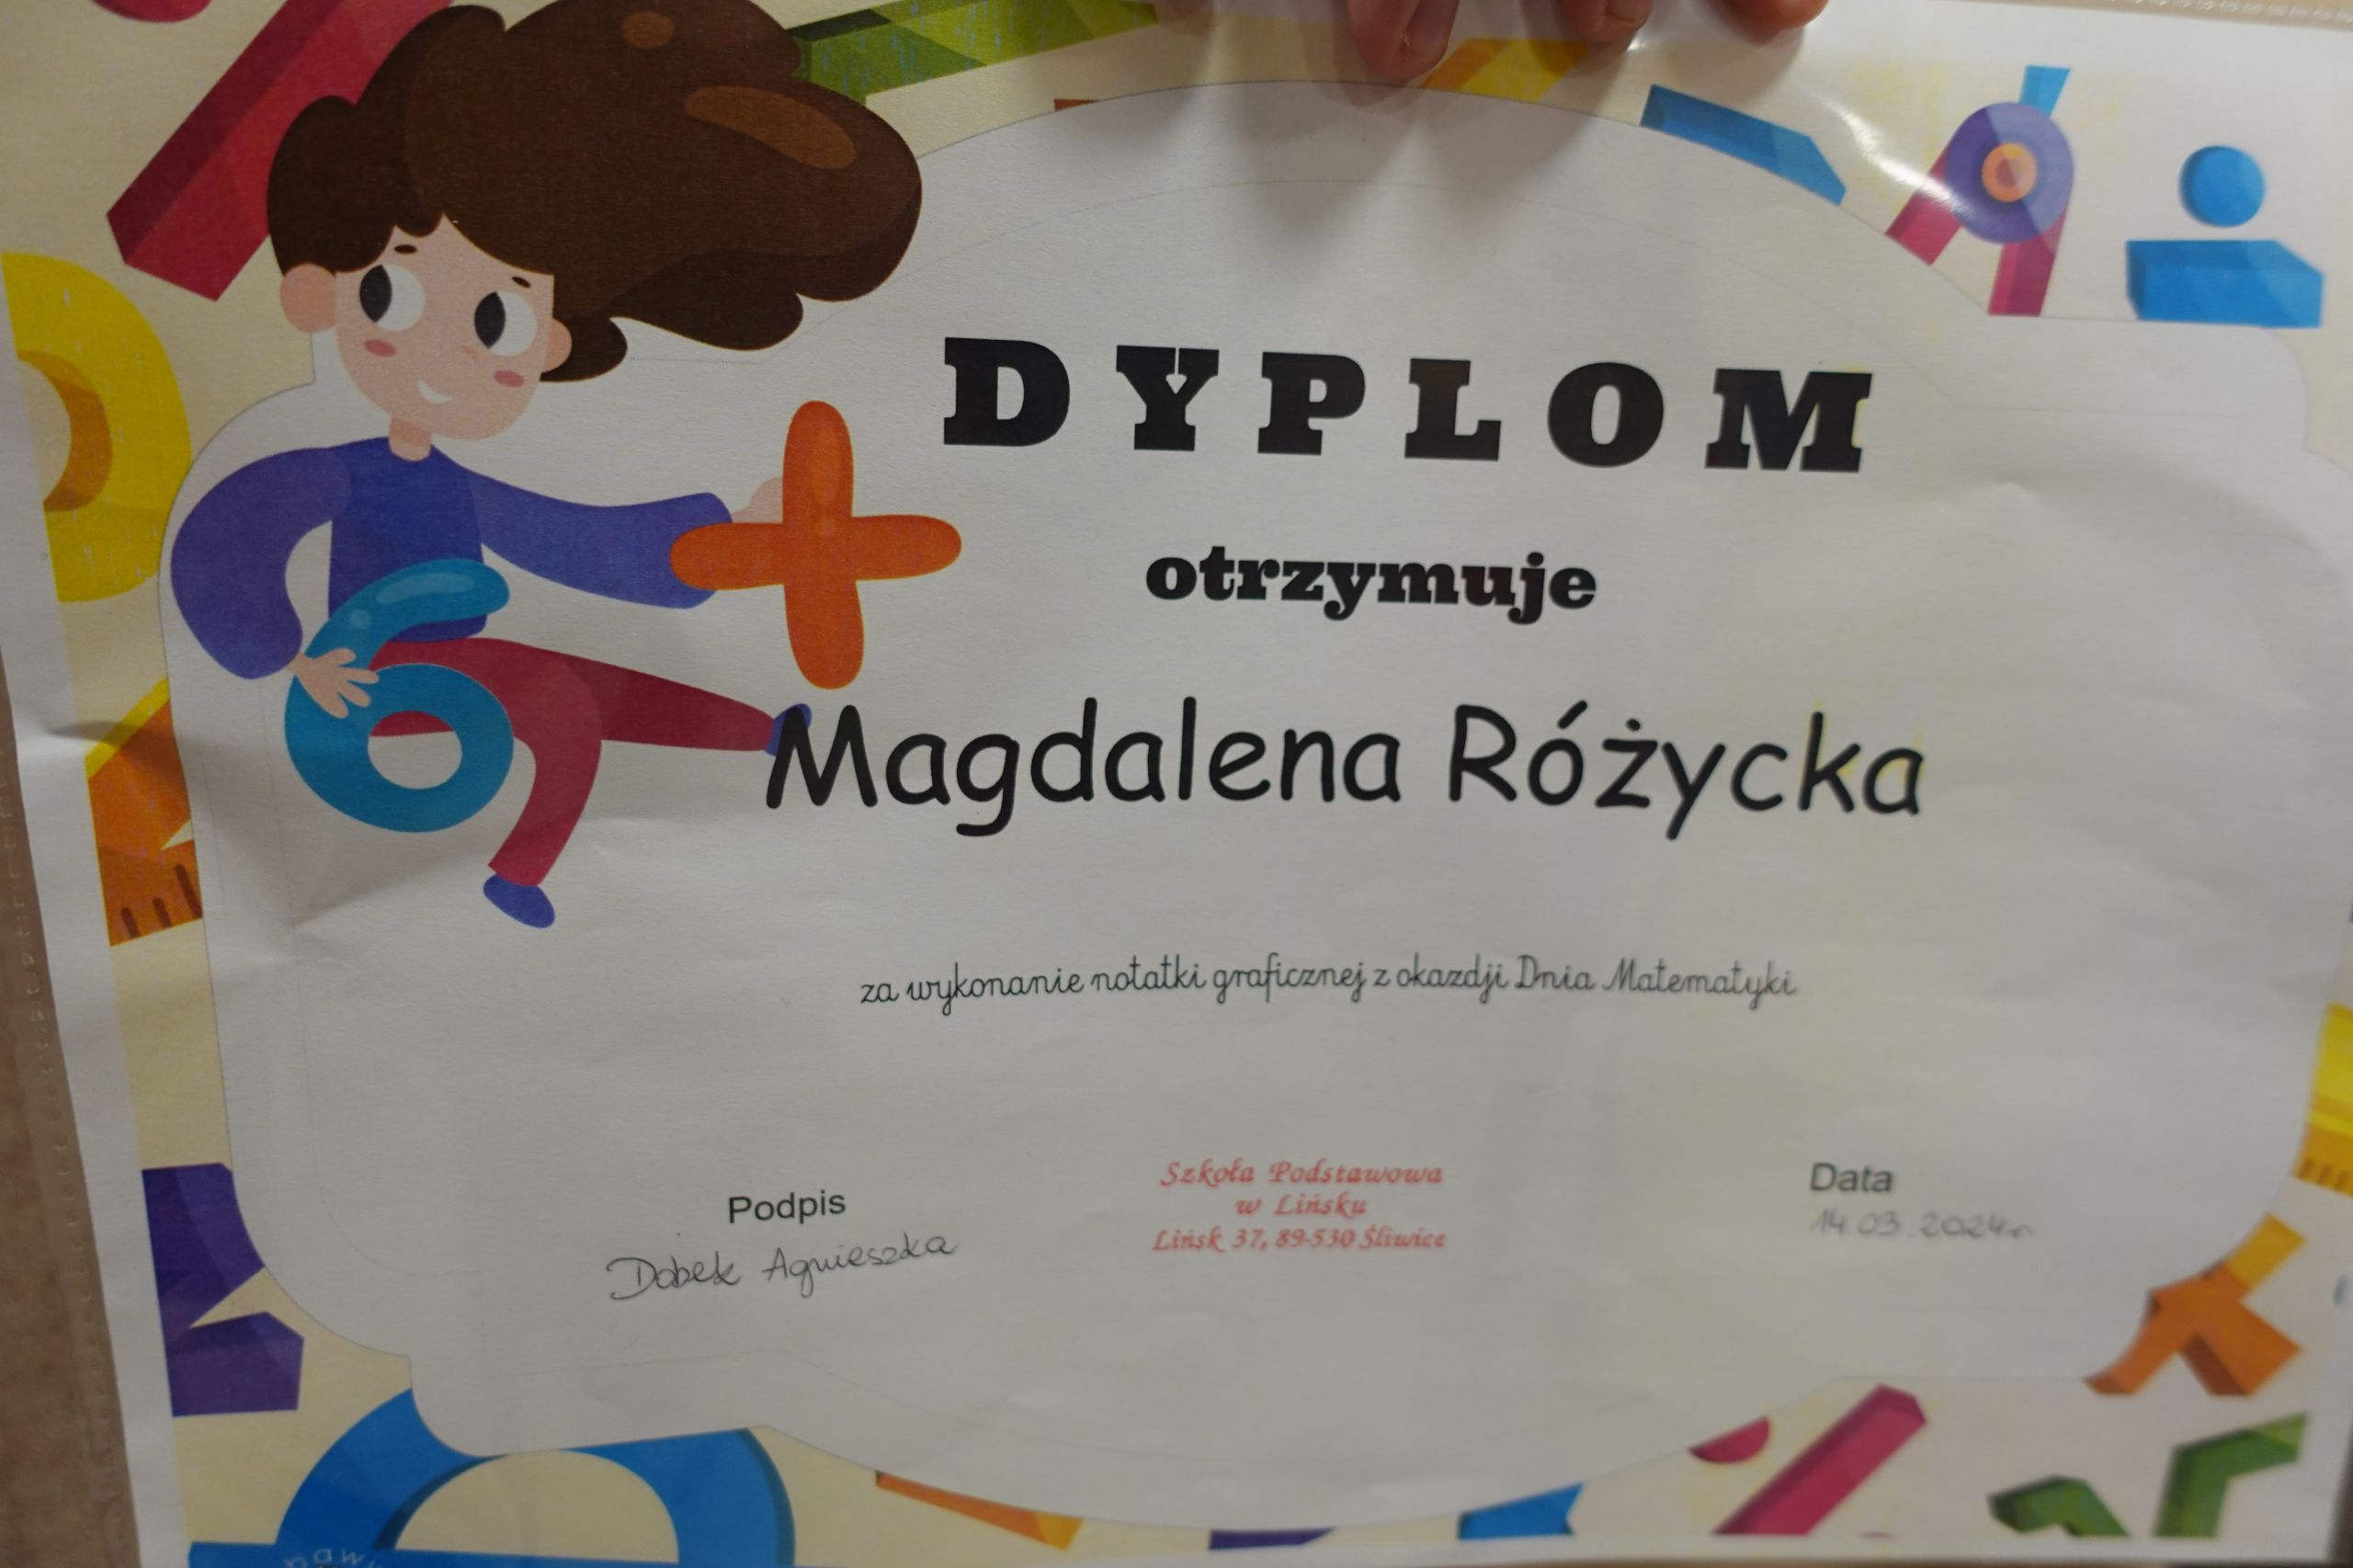 DYPLOM
otrzymuje
Magdalena Różycka
za wykonanie notatki graficznej z okazdji Dnia Matematyki
Podpis
Dobek Agnieszka
Szkoła Podstawowa
w Lińsku
Lińsk 37, 89-530 Śliwice
Data
14.03.2024r.